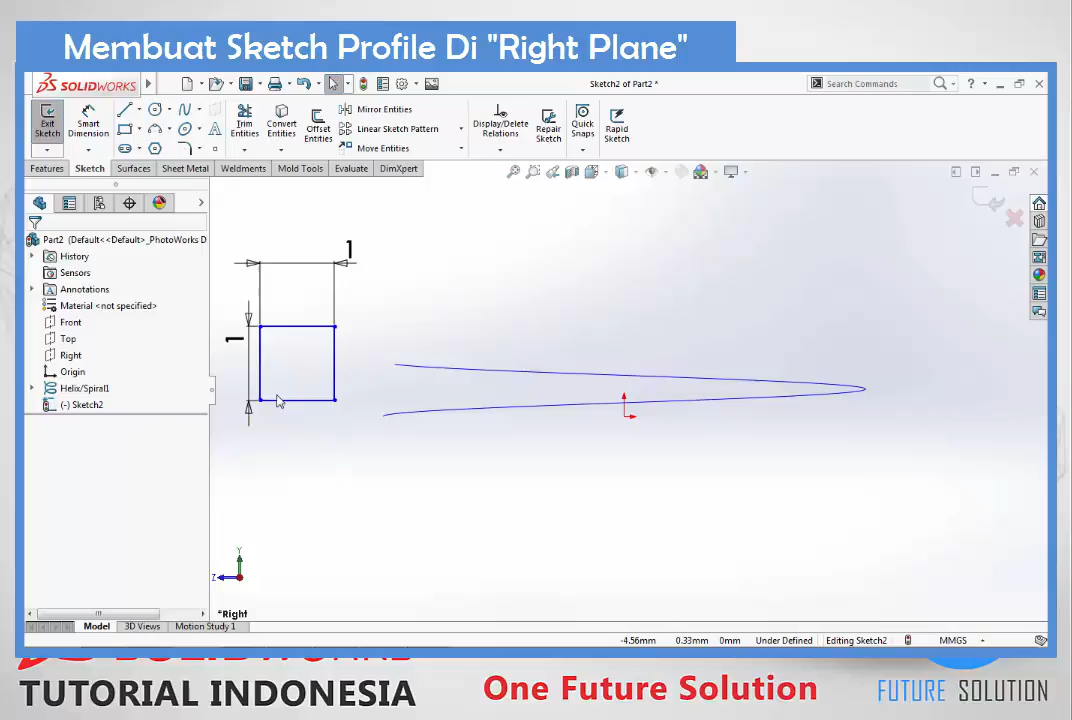 Membuat Sketch Profile Di "Right Plane"
SOLIDWORKS
Sketch2 of Part2 *
Search Commands
?
Exit Sketch
Smart Dimension
Trim Entities
Convert Entities
Offset Entities
Mirror Entities
Linear Sketch Pattern
Move Entities
Display/Delete Relations
Repair Sketch
Quick Snaps
Rapid Sketch
Features Sketch Surfaces Sheet Metal Weldments Mold Tools Evaluate DimXpert
Part2 (Default<<Default>_PhotoWorks D
History
Sensors
Annotations
Material <not specified>
Front
Top
Right
Origin
Helix/Spiral1
(-) Sketch2
1
1
Y
Z
*Right
Model 3D Views Motion Study 1
-4.56mm 0.33mm 0mm Under Defined Editing Sketch2 MMGS
TUTORIAL INDONESIA
One Future Solution
FUTURE SOLUTION